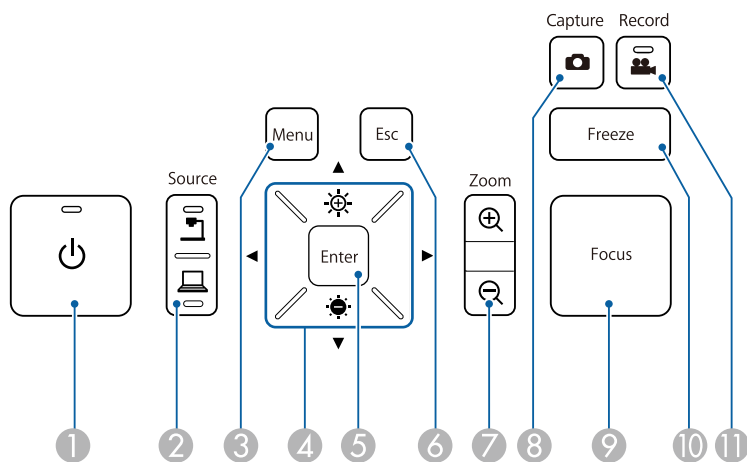 Capture Record
Menu Esc Freeze
Source Zoom
Enter Focus
1 2 3 4 5 6 7 8 9 10 11